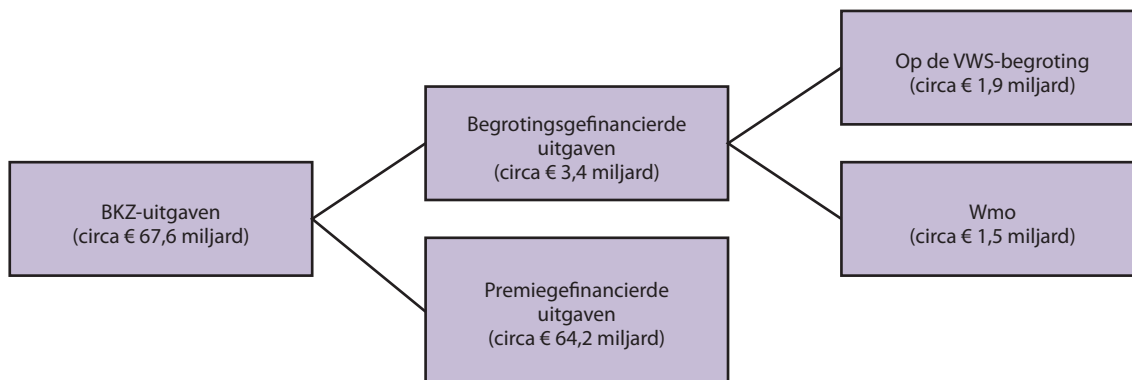 BKZ-uitgaven
(circa € 67,6 miljard)
Begrotingsgefinancierde
uitgaven
(circa € 3,4 miljard)
Premiegefinancierde
uitgaven
(circa € 64,2 miljard)
Op de VWS-begroting
(circa € 1,9 miljard)
Wmo
(circa € 1,5 miljard)